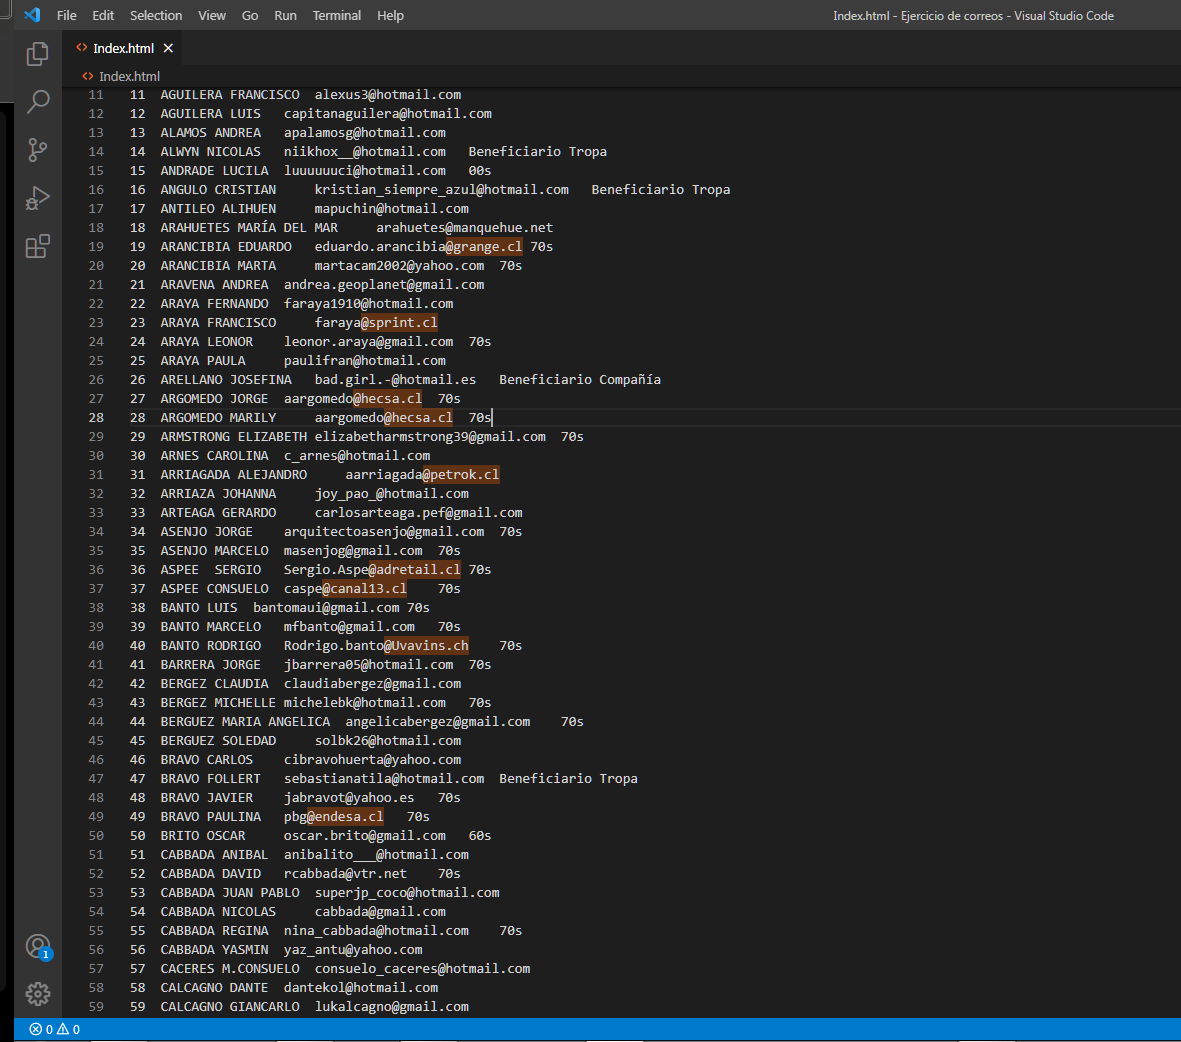 File Edit Selection View Go Run Terminal Help Index.html - Ejercicio de correos - Visual Studio Code
Index.html
Index.html
11 11 AGUILERA FRANCISCO alexus3@hotmail.com
12 12 AGUILERA LUIS capitanaguilera@hotmail.com
13 13 ALAMOS ANDREA apalamosg@hotmail.com
14 14 ALWYN NICOLAS niikhox__@hotmail.com Beneficiario Tropa
15 15 ANDRADE LUCILA luuuuuuci@hotmail.com 00s
16 16 ANGULO CRISTIAN kristian_siempre_azul@hotmail.com Beneficiario Tropa
17 17 ANTILEO ALIHUEN mapuchin@hotmail.com
18 18 ARAHUETES MARÍA DEL MAR arahuetes@manquehue.net
19 19 ARANCIBIA EDUARDO eduardo.arancibia@grange.cl 70s
20 20 ARANCIBIA MARTA martacam2002@yahoo.com 70s
21 21 ARAVENA ANDREA andrea.geoplanet@gmail.com
22 22 ARAYA FERNANDO faraya1910@hotmail.com
23 23 ARAYA FRANCISCO faraya@sprint.cl
24 24 ARAYA LEONOR leonor.araya@gmail.com 70s
25 25 ARAYA PAULA paulifran@hotmail.com
26 26 ARELLANO JOSEFINA bad.girl.-@hotmail.es Beneficiario Compañía
27 27 ARGOMEDO JORGE aargomedo@hecsa.cl 70s
28 28 ARGOMEDO MARILY aargomedo@hecsa.cl 70s
29 29 ARMSTRONG ELIZABETH elizabetharmstrong39@gmail.com 70s
30 30 ARNES CAROLINA c_arnes@hotmail.com
31 31 ARRIAGADA ALEJANDRO aarriagada@petrok.cl
32 32 ARRIAZA JOHANNA joy_pao_@hotmail.com
33 33 ARTEAGA GERARDO carlosarteaga.pef@gmail.com
34 34 ASENJO JORGE arquitectoasenjo@gmail.com 70s
35 35 ASENJO MARCELO masenjog@gmail.com 70s
36 36 ASPEE SERGIO Sergio.Aspe@adretail.cl 70s
37 37 ASPEE CONSUELO caspe@canal13.cl 70s
38 38 BANTO LUIS bantomaui@gmail.com 70s
39 39 BANTO MARCELO mfbanto@gmail.com 70s
40 40 BANTO RODRIGO Rodrigo.banto@Uvavins.ch 70s
41 41 BARRERA JORGE jbarrera05@hotmail.com 70s
42 42 BERGEZ CLAUDIA claudiabergez@gmail.com
43 43 BERGEZ MICHELLE michelebk@hotmail.com 70s
44 44 BERGUEZ MARIA ANGELICA angelicabergez@gmail.com 70s
45 45 BERGUEZ SOLEDAD solbk26@hotmail.com
46 46 BRAVO CARLOS cibravohuerta@yahoo.com
47 47 BRAVO FOLLERT sebastianatila@hotmail.com Beneficiario Tropa
48 48 BRAVO JAVIER jabravot@yahoo.es 70s
49 49 BRAVO PAULINA pbg@endesa.cl 70s
50 50 BRITO OSCAR oscar.brito@gmail.com 60s
51 51 CABBADA ANIBAL anibalito___@hotmail.com
52 52 CABBADA DAVID rcabbada@vtr.net 70s
53 53 CABBADA JUAN PABLO superjp_coco@hotmail.com
54 54 CABBADA NICOLAS cabbada@gmail.com
55 55 CABBADA REGINA nina_cabbada@hotmail.com 70s
56 56 CABBADA YASMIN yaz_antu@yahoo.com
57 57 CACERES M.CONSUELO consuelo_caceres@hotmail.com
58 58 CALCAGNO DANTE dantekol@hotmail.com
59 59 CALCAGNO GIANCARLO lukalcagno@gmail.com
1
0 0